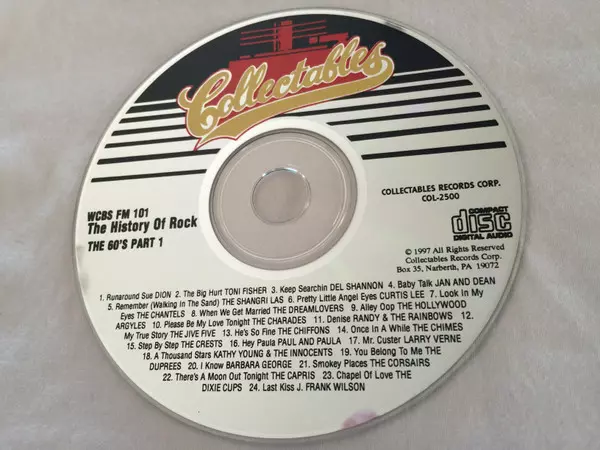 Collectables
WCBS FM 101
The History Of Rock
THE 60'S PART 1
COLLECTABLES RECORDS CORP.
COL-2500
COMPACT
disc
DIGITAL AUDIO
© 1997 All Rights Reserved
Collectables Records Corp.
Box 35, Narberth, PA 19072
1. Runaround Sue DION 2. The Big Hurt TONI FISHER 3. Keep Searchin DEL SHANNON 4. Baby Talk JAN AND DEAN
5. Remember (Walking In The Sand) THE SHANGRI LAS 6. Pretty Little Angel Eyes CURTIS LEE 7. Look In My
Eyes THE CHANTELS 8. When We Get Married THE DREAMLOVERS 9. Alley Oop THE HOLLYWOOD
ARGYLES 10. Please Be My Love Tonight THE CHARADES 11. Denise RANDY & THE RAINBOWS 12.
My True Story THE JIVE FIVE 13. He's So Fine THE CHIFFONS 14. Once In A While THE CHIMES
15. Step By Step THE CRESTS 16. Hey Paula PAUL AND PAULA 17. Mr. Custer LARRY VERNE
18. A Thousand Stars KATHY YOUNG & THE INNOCENTS 19. You Belong To Me THE
DUPREES 20. I Know BARBARA GEORGE 21. Smokey Places THE CORSAIRS
22. There's A Moon Out Tonight THE CAPRIS 23. Chapel Of Love THE
DIXIE CUPS 24. Last Kiss J. FRANK WILSON